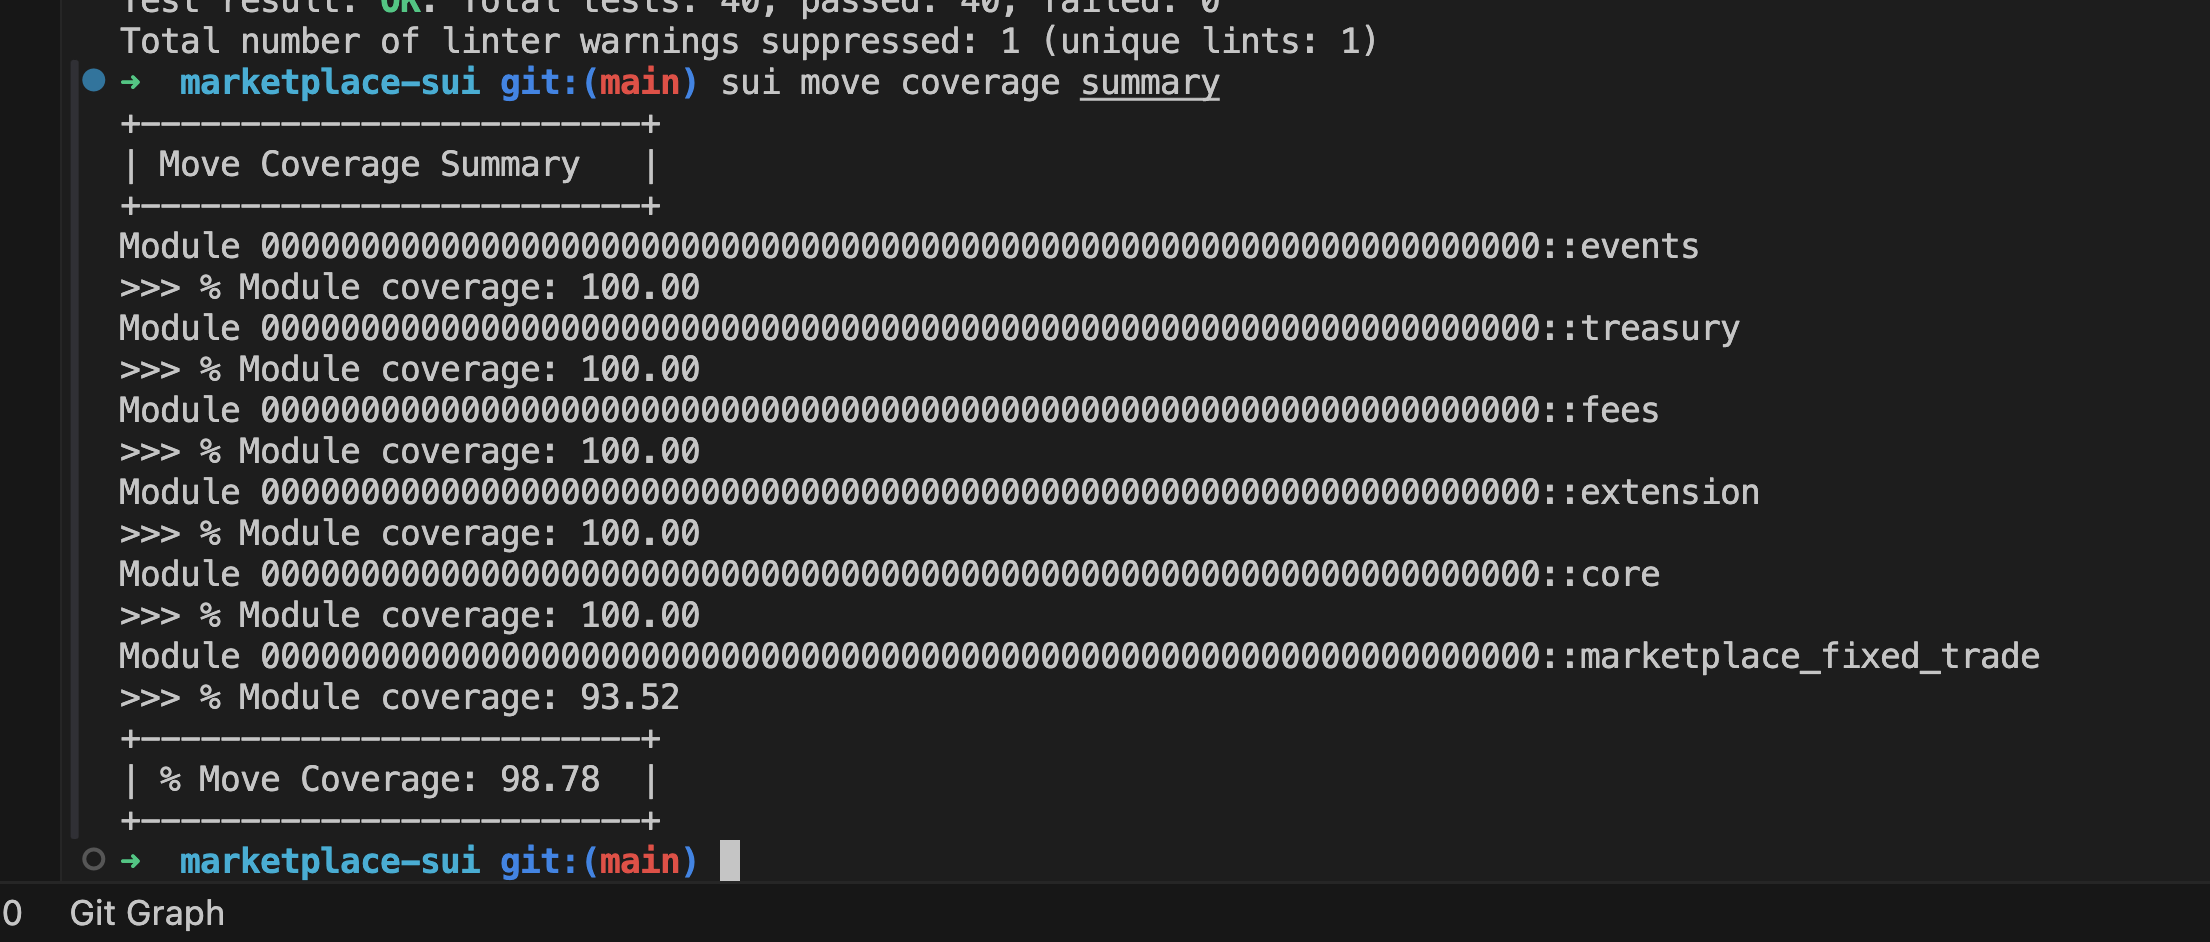 Test result: OK. Total tests: 40; passed: 40; failed: 0
Total number of linter warnings suppressed: 1 (unique lints: 1)
➜  marketplace-sui git:(main) sui move coverage summary
+-------------------------+
| Move Coverage Summary   |
+-------------------------+
Module 0000000000000000000000000000000000000000000000000000000000000000::events
>>> % Module coverage: 100.00
Module 0000000000000000000000000000000000000000000000000000000000000000::treasury
>>> % Module coverage: 100.00
Module 0000000000000000000000000000000000000000000000000000000000000000::fees
>>> % Module coverage: 100.00
Module 0000000000000000000000000000000000000000000000000000000000000000::extension
>>> % Module coverage: 100.00
Module 0000000000000000000000000000000000000000000000000000000000000000::core
>>> % Module coverage: 100.00
Module 0000000000000000000000000000000000000000000000000000000000000000::marketplace_fixed_trade
>>> % Module coverage: 93.52
+-------------------------+
| % Move Coverage: 98.78  |
+-------------------------+
➜  marketplace-sui git:(main)
0 Git Graph